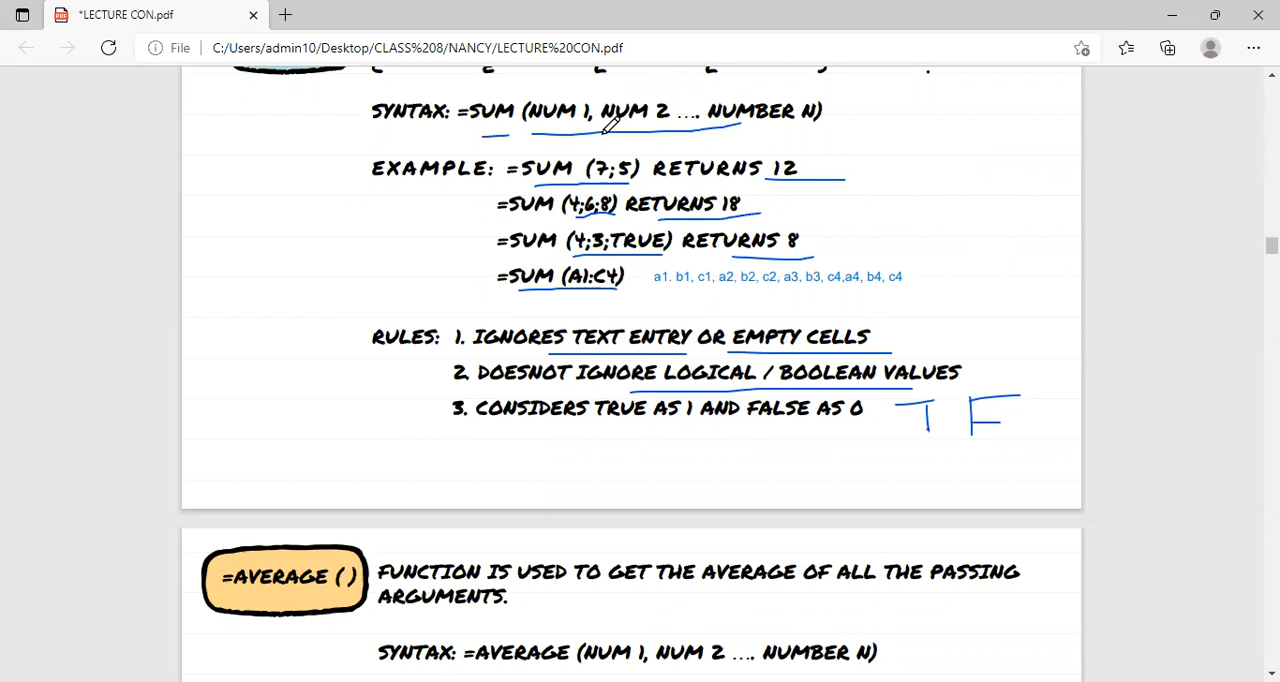 *LECTURE CON.pdf
File C:/Users/admin10/Desktop/CLASS%208/NANCY/LECTURE%20CON.pdf
SYNTAX: =SUM (NUM 1, NUM 2 .... NUMBER N)
EXAMPLE: =SUM (7;5) RETURNS 12
=SUM (4;6;8) RETURNS 18
=SUM (4;3;TRUE) RETURNS 8
=SUM (A1:C4) a1. b1, c1, a2, b2, c2, a3, b3, c4,a4, b4, c4
RULES: 1. IGNORES TEXT ENTRY OR EMPTY CELLS
2. DOESNOT IGNORE LOGICAL / BOOLEAN VALUES
3. CONSIDERS TRUE AS 1 AND FALSE AS 0 T F
=AVERAGE ( ) FUNCTION IS USED TO GET THE AVERAGE OF ALL THE PASSING
ARGUMENTS.
SYNTAX: =AVERAGE (NUM 1, NUM 2 .... NUMBER N)